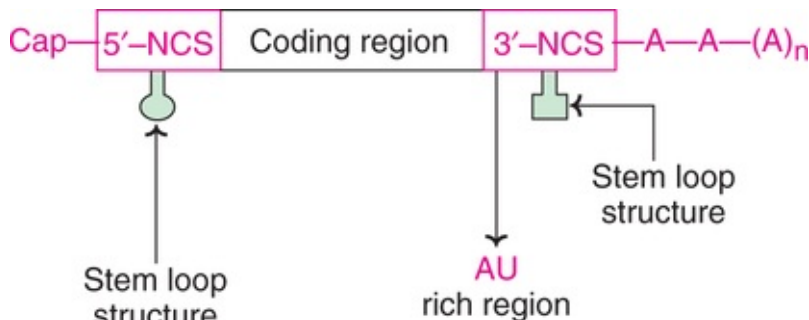 Cap—5′–NCS Coding region 3′–NCS—A—A—(A)n
Stem loop
structure
Stem loop
structure
AU
rich region